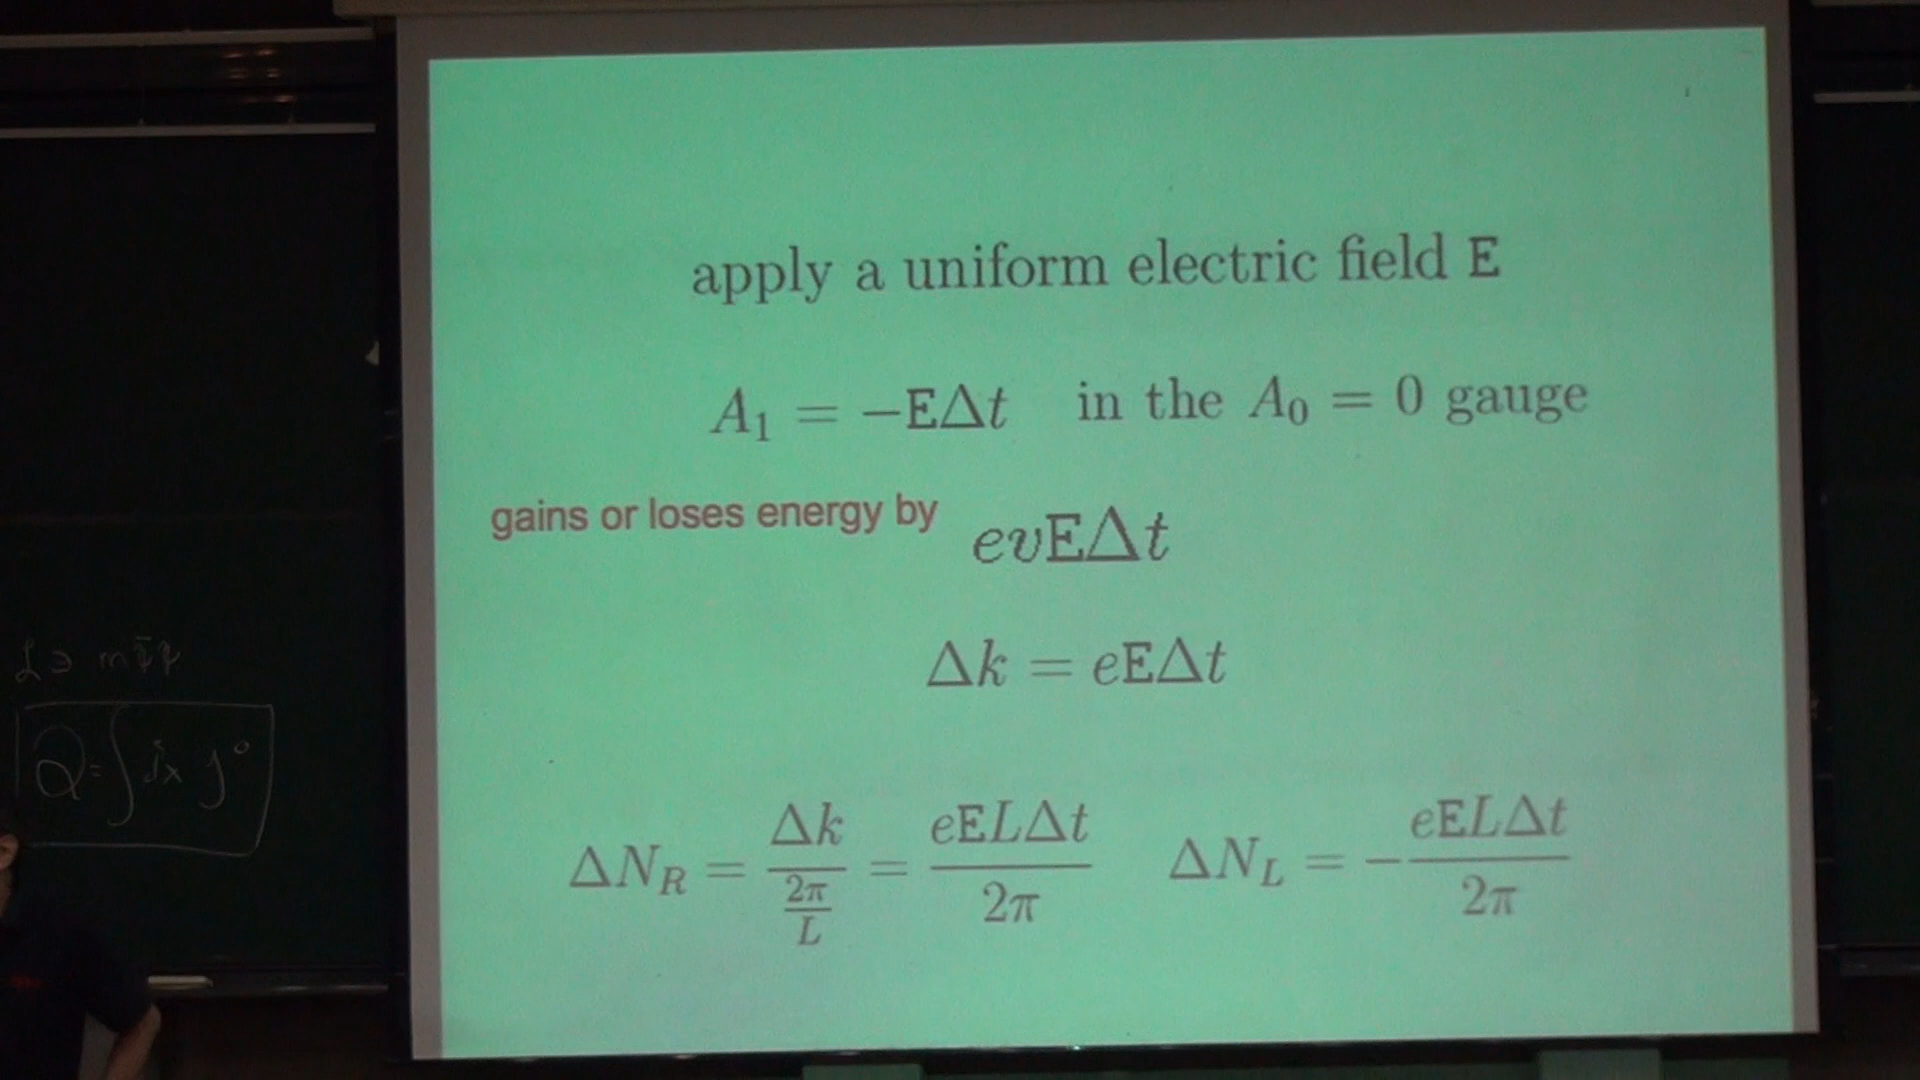 apply a uniform electric field E
A₁ = −EΔt in the A₀ = 0 gauge
gains or loses energy by evEΔt
Δk = eEΔt
ΔN_R = Δk / (2π/L) = eELΔt / 2π ΔN_L = − eELΔt / 2π
Q = ∫ dx j⁰